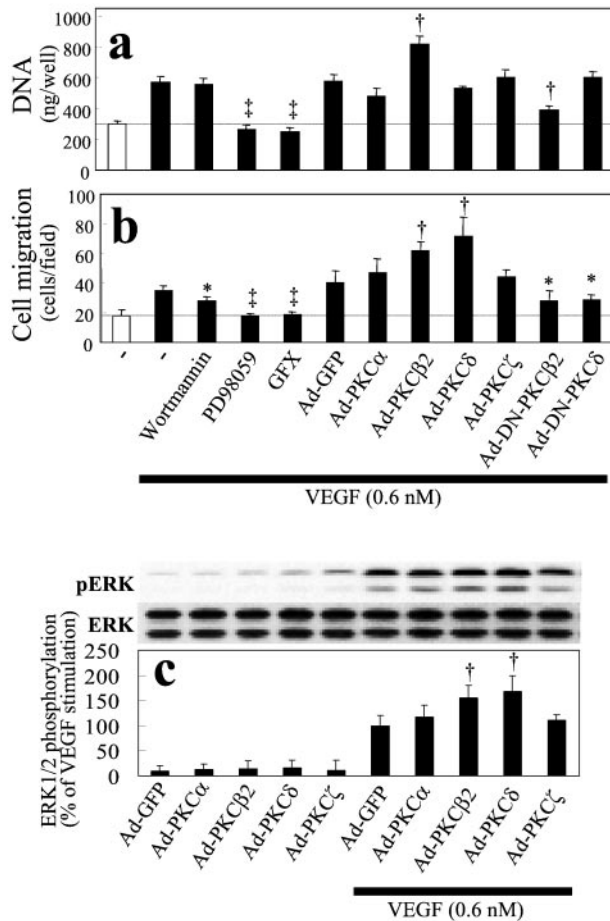 a
DNA
(ng/well)
1000
800
600
400
200
0
†
‡
‡
†
b
Cell migration
(cells/field)
100
80
60
40
20
0
*
‡
‡
†
†
*
*
-
-
Wortmannin
PD98059
GFX
Ad-GFP
Ad-PKCα
Ad-PKCβ2
Ad-PKCδ
Ad-PKCζ
Ad-DN-PKCβ2
Ad-DN-PKCδ
VEGF (0.6 nM)
pERK
ERK
c
ERK1/2 phosphorylation
(% of VEGF stimulation)
250
200
150
100
50
0
†
†
Ad-GFP
Ad-PKCα
Ad-PKCβ2
Ad-PKCδ
Ad-PKCζ
Ad-GFP
Ad-PKCα
Ad-PKCβ2
Ad-PKCδ
Ad-PKCζ
VEGF (0.6 nM)